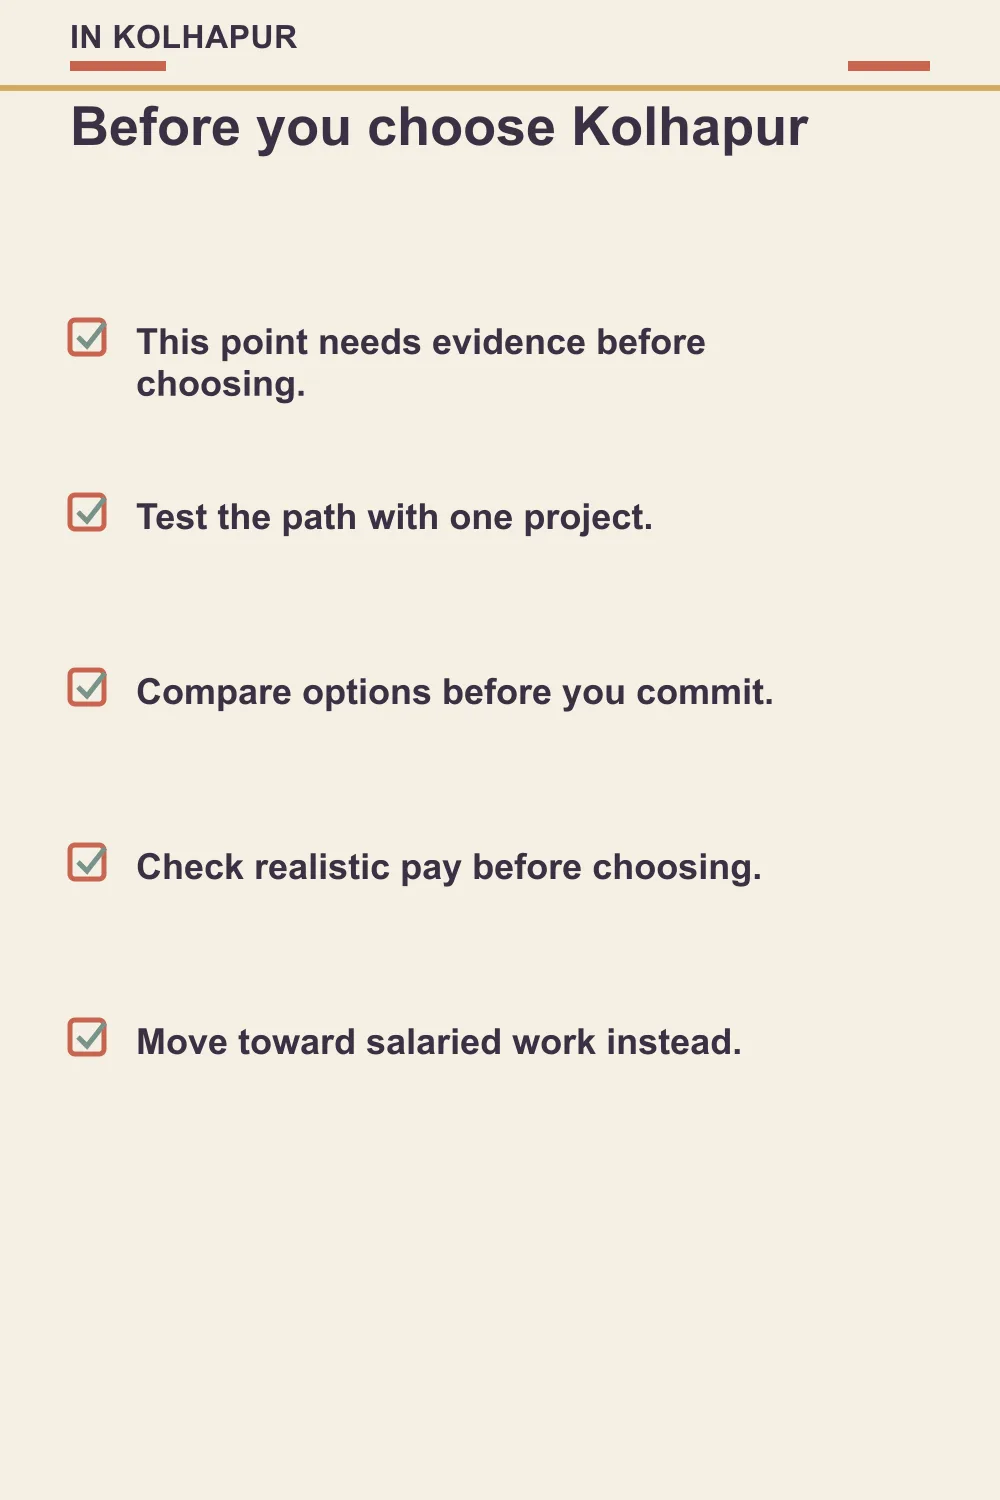 IN KOLHAPUR
Before you choose Kolhapur
This point needs evidence before
choosing.
Test the path with one project.
Compare options before you commit.
Check realistic pay before choosing.
Move toward salaried work instead.